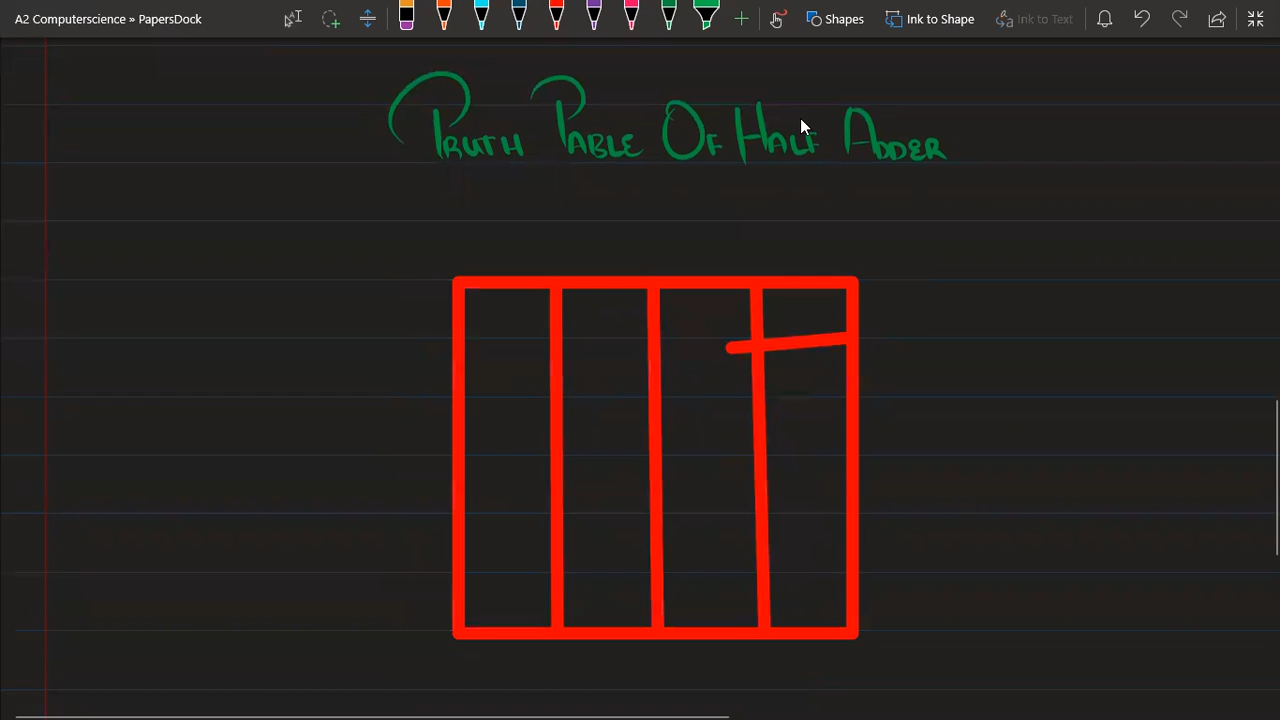 A2 Computerscience » PapersDock
Shapes
Ink to Shape
Ink to Text
Truth Table Of Half Adder